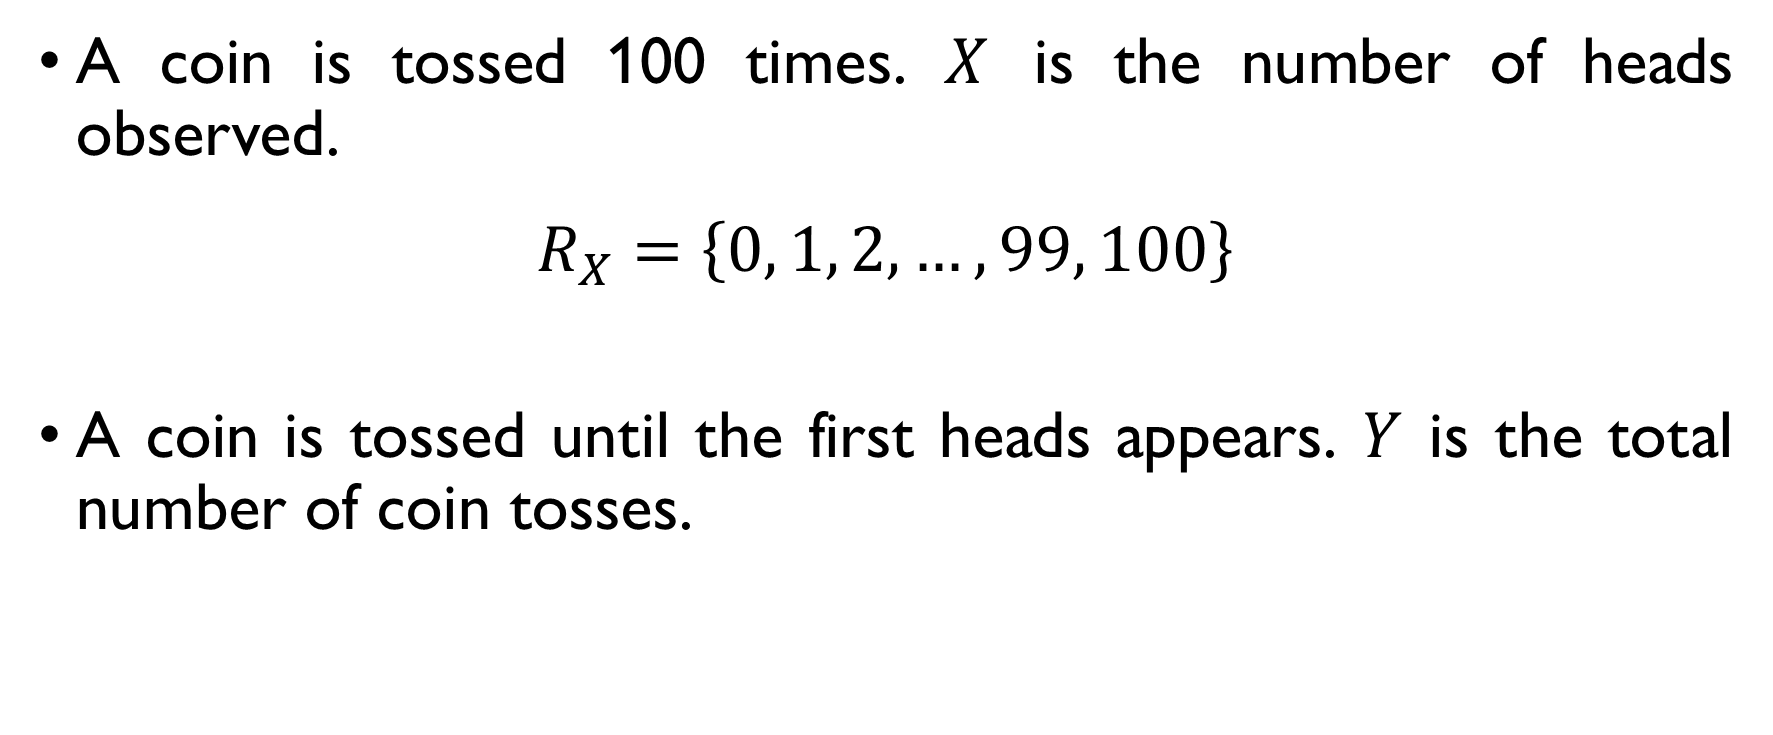 • A coin is tossed 100 times. X is the number of heads
observed.
R_X = {0, 1, 2, … , 99, 100}
• A coin is tossed until the first heads appears. Y is the total
number of coin tosses.